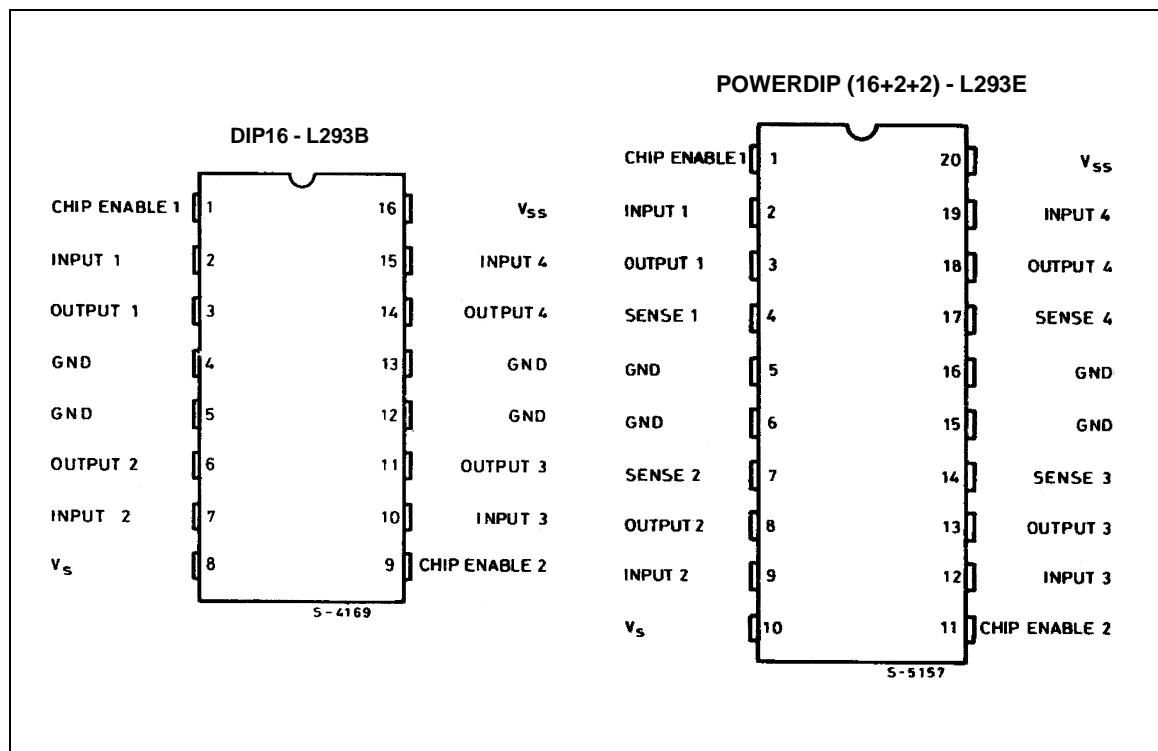 POWERDIP (16+2+2) - L293E
DIP16 - L293B
CHIP ENABLE 1 1 16 Vss
INPUT 1 2 15 INPUT 4
OUTPUT 1 3 14 OUTPUT 4
GND 4 13 GND
GND 5 12 GND
OUTPUT 2 6 11 OUTPUT 3
INPUT 2 7 10 INPUT 3
Vs 8 9 CHIP ENABLE 2
S-4169
CHIP ENABLE 1 1 20 Vss
INPUT 1 2 19 INPUT 4
OUTPUT 1 3 18 OUTPUT 4
SENSE 1 4 17 SENSE 4
GND 5 16 GND
GND 6 15 GND
SENSE 2 7 14 SENSE 3
OUTPUT 2 8 13 OUTPUT 3
INPUT 2 9 12 INPUT 3
Vs 10 11 CHIP ENABLE 2
S-5157